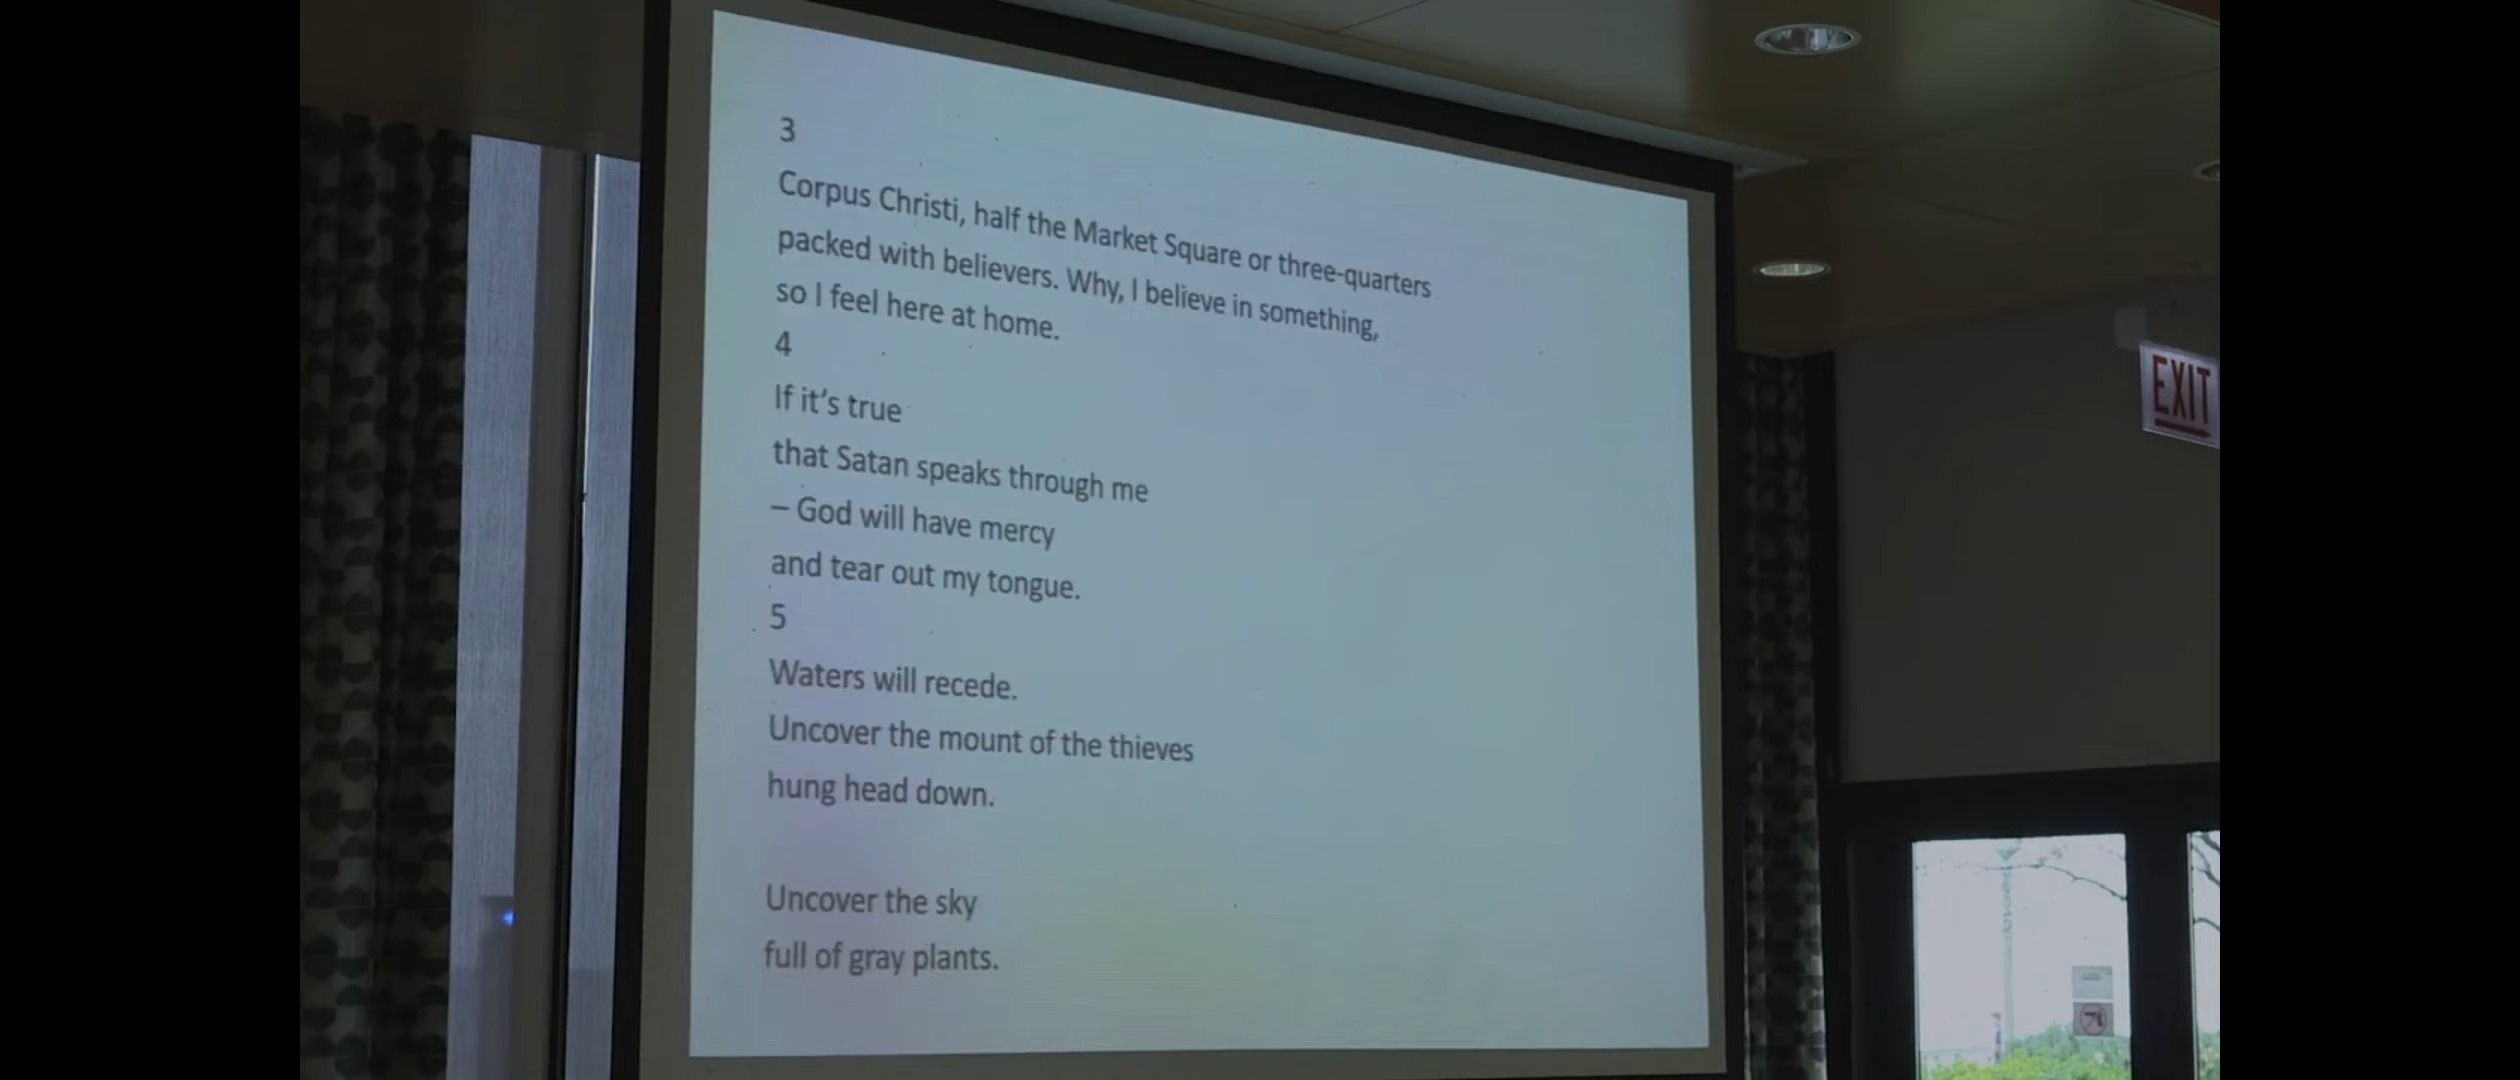 3
Corpus Christi, half the Market Square or three-quarters
packed with believers. Why, I believe in something,
so I feel here at home.
4
If it's true
that Satan speaks through me
– God will have mercy
and tear out my tongue.
5
Waters will recede.
Uncover the mount of the thieves
hung head down.
Uncover the sky
full of gray plants.
EXIT